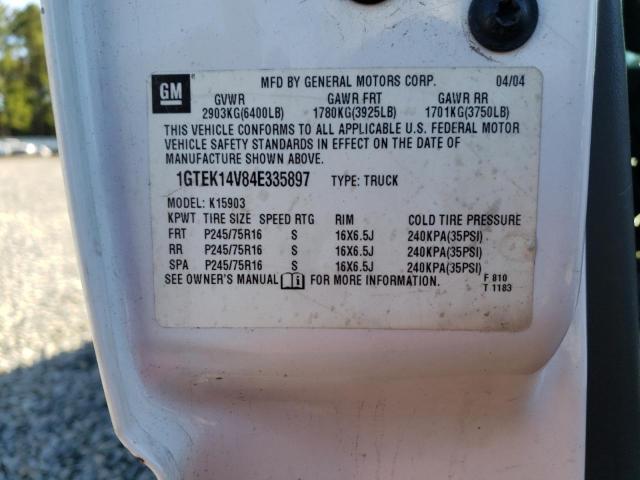 GM
MFD BY GENERAL MOTORS CORP. 04/04
GVWR GAWR FRT GAWR RR
2903KG(6400LB) 1780KG(3925LB) 1701KG(3750LB)
THIS VEHICLE CONFORMS TO ALL APPLICABLE U.S. FEDERAL MOTOR
VEHICLE SAFETY STANDARDS IN EFFECT ON THE DATE OF
MANUFACTURE SHOWN ABOVE.
1GTEK14V84E335897 TYPE: TRUCK
MODEL: K15903
KPWT TIRE SIZE SPEED RTG RIM COLD TIRE PRESSURE
FRT P245/75R16 S 16X6.5J 240KPA(35PSI)
RR P245/75R16 S 16X6.5J 240KPA(35PSI)
SPA P245/75R16 S 16X6.5J 240KPA(35PSI)
SEE OWNER'S MANUAL FOR MORE INFORMATION.
F 810
T 1183